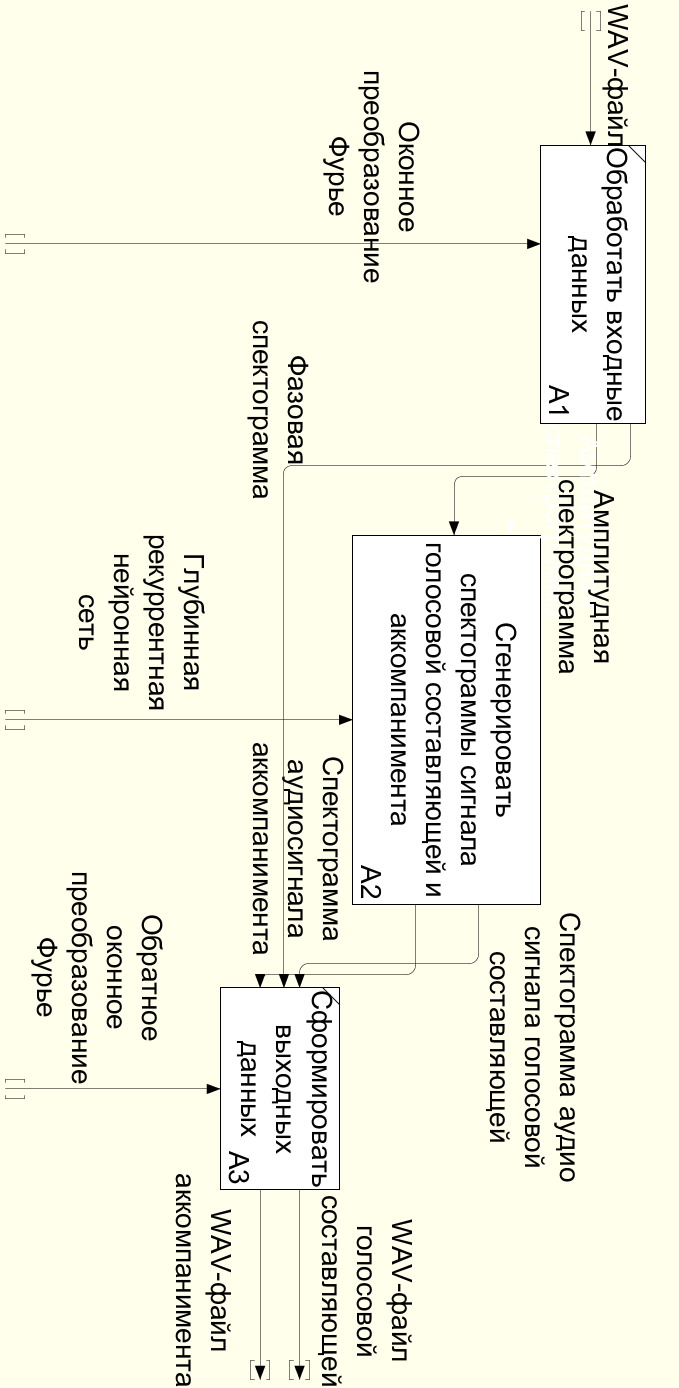 WAV-файл
Обработать входные
данных
A1
Оконное
преобразование
Фурье
Фазовая
спектограмма
Амплитудная
спектрограмма
Сгенерировать
спектограммы сигнала
голосовой составляющей и
аккомпанимента
A2
Глубинная
рекуррентная
нейронная
сеть
Спектограмма аудио
сигнала голосовой
составляющей
Спектограмма
аудиосигнала
аккомпанимента
Сформировать
выходных
данных
A3
Обратное
оконное
преобразование
Фурье
WAV-файл
голосовой
составляющей
WAV-файл
аккомпанимента